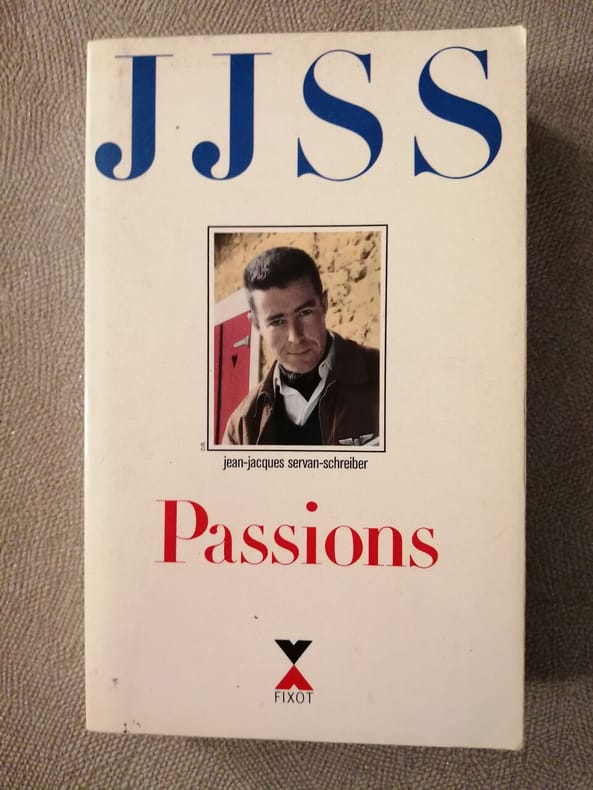 JJSS
jean-jacques servan-schreiber
Passions
FIXOT